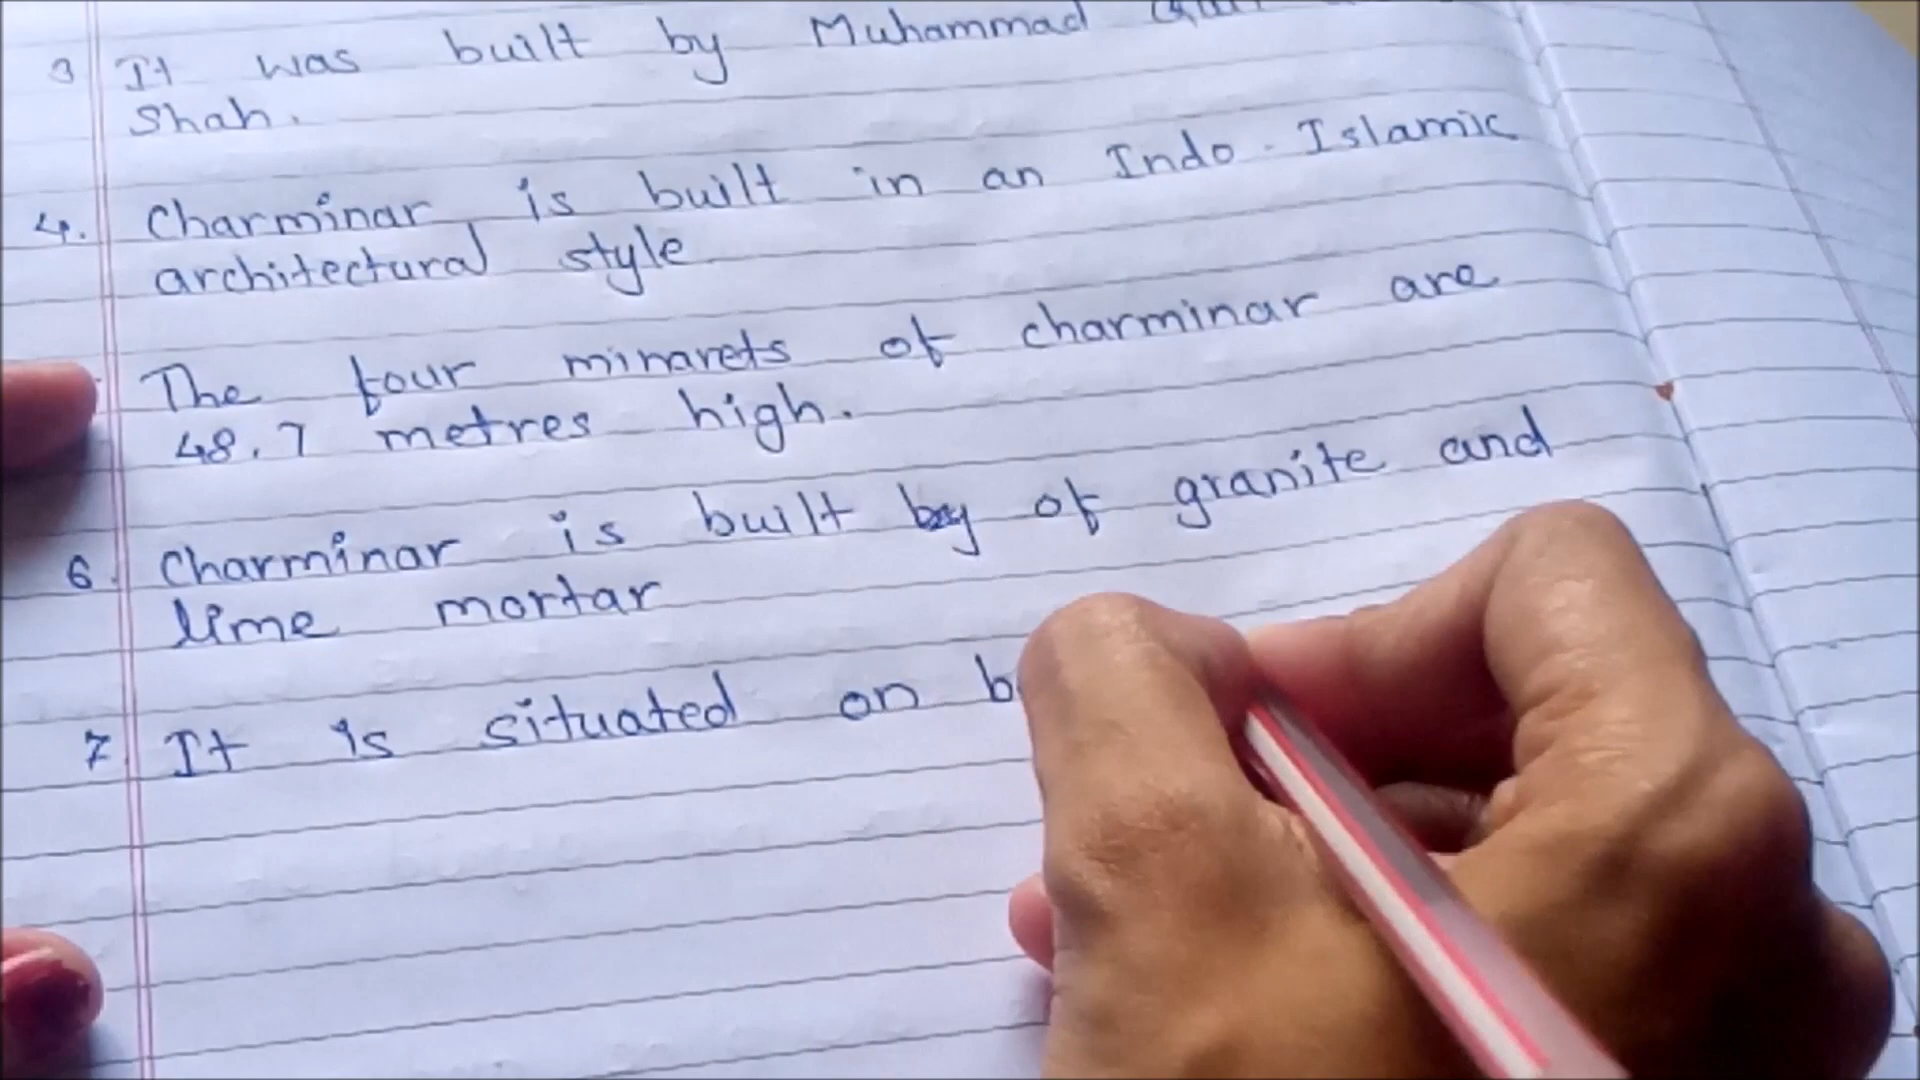 3 It was built by Muhammad
Shah.
4. Charminar is built in an Indo-Islamic
architectural style
The four minarets of charminar are
48.7 metres high.
6. Charminar is built by of granite and
lime mortar
7. It is situated on